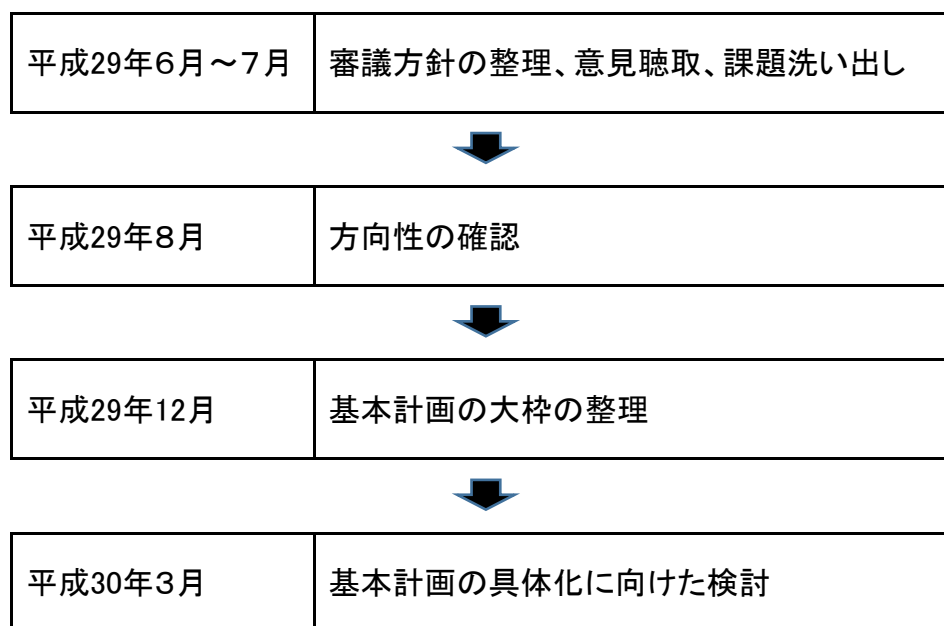 平成29年６月～７月 審議方針の整理、意見聴取、課題洗い出し
平成29年８月 方向性の確認
平成29年12月 基本計画の大枠の整理
平成30年３月 基本計画の具体化に向けた検討